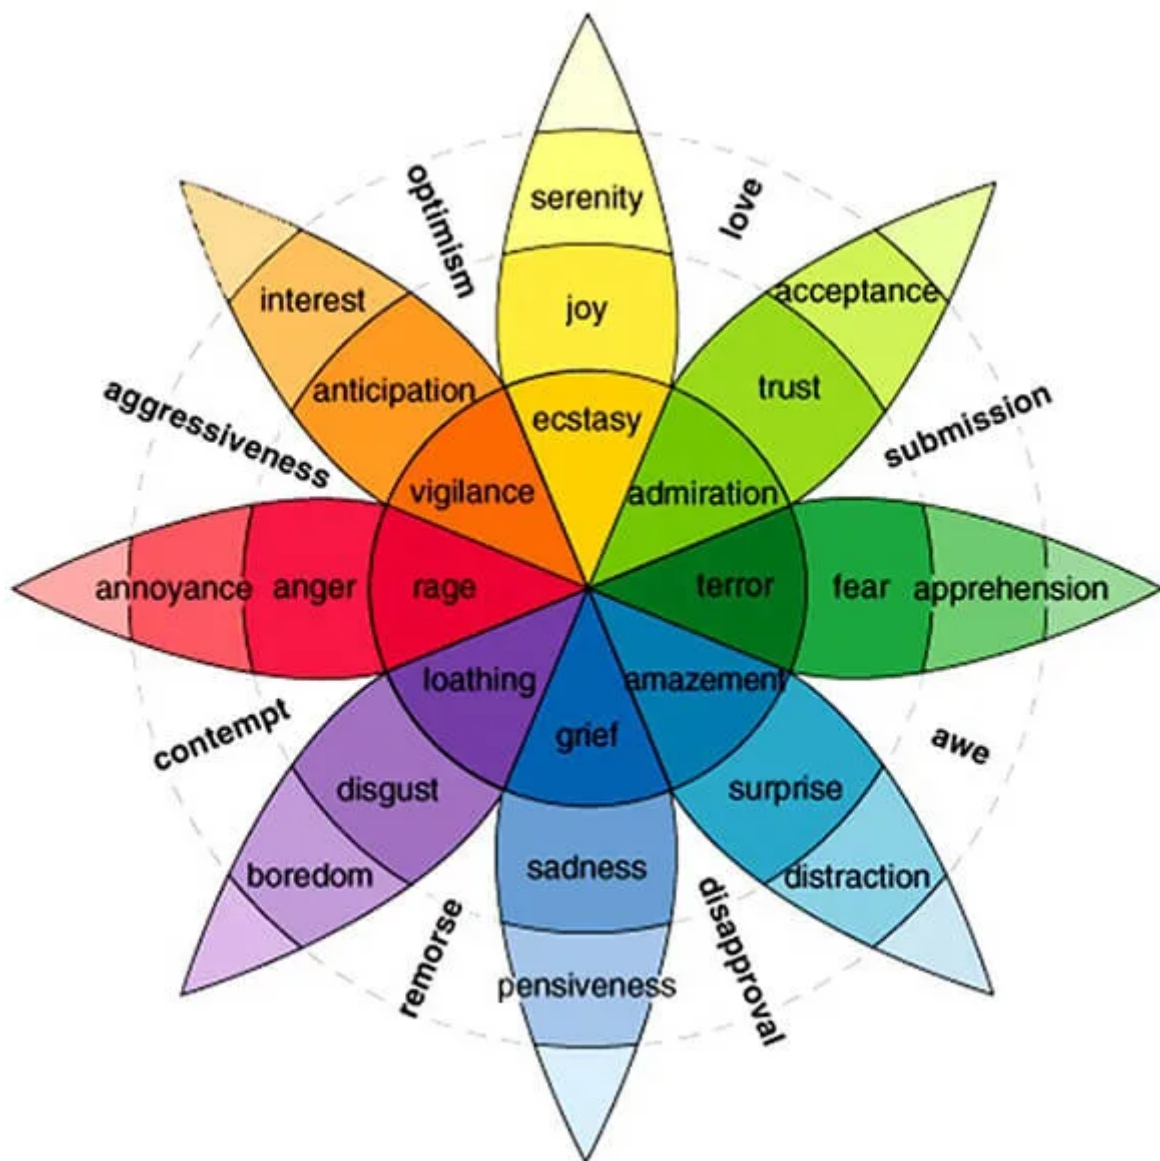 optimism
love
serenity
interest
acceptance
joy
anticipation
trust
aggressiveness
submission
ecstasy
vigilance
admiration
annoyance
anger
rage
terror
fear
apprehension
loathing
amazement
contempt
grief
awe
disgust
surprise
boredom
sadness
distraction
remorse
disapproval
pensiveness